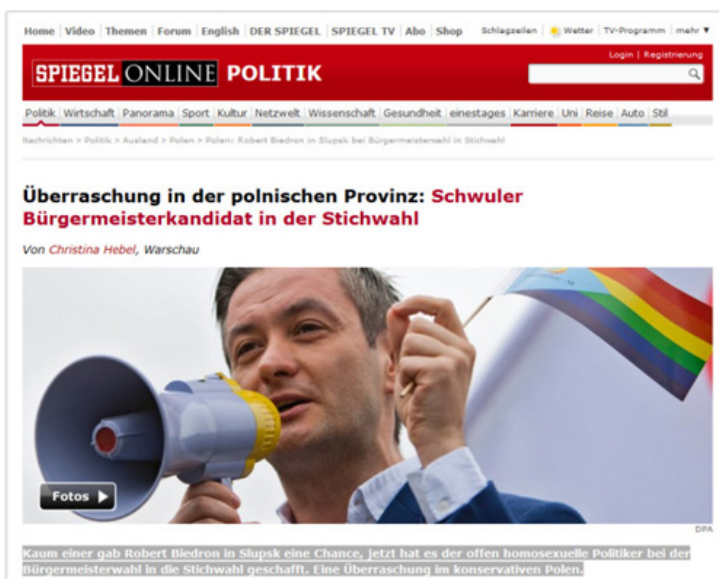 Home Video Themen Forum English DER SPIEGEL SPIEGEL TV Abo Shop Schlagzeilen Wetter TV-Programm mehr ▼
Login | Registrierung
SPIEGEL ONLINE POLITIK
Politik Wirtschaft Panorama Sport Kultur Netzwelt Wissenschaft Gesundheit einestages Karriere Uni Reise Auto Stil
Nachrichten > Politik > Ausland > Polen > Polen: Robert Biedron in Slupsk bei Bürgermeisterwahl in Stichwahl
Überraschung in der polnischen Provinz: Schwuler
Bürgermeisterkandidat in der Stichwahl
Von Christina Hebel, Warschau
Fotos
DPA
Kaum einer gab Robert Biedron in Slupsk eine Chance, jetzt hat es der offen homosexuelle Politiker bei der
Bürgermeisterwahl in die Stichwahl geschafft. Eine Überraschung im konservativen Polen.